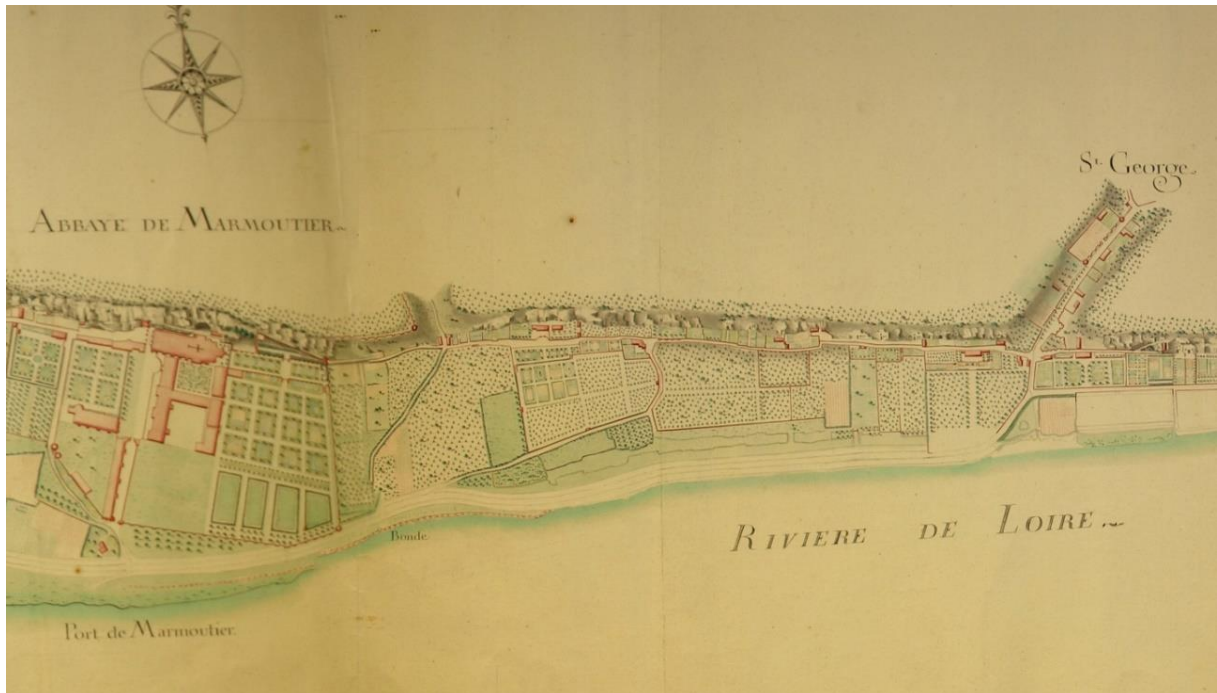 St. George
ABBAYE DE MARMOUTIER
RIVIERE DE LOIRE
Bonde
Port de Marmoutier.